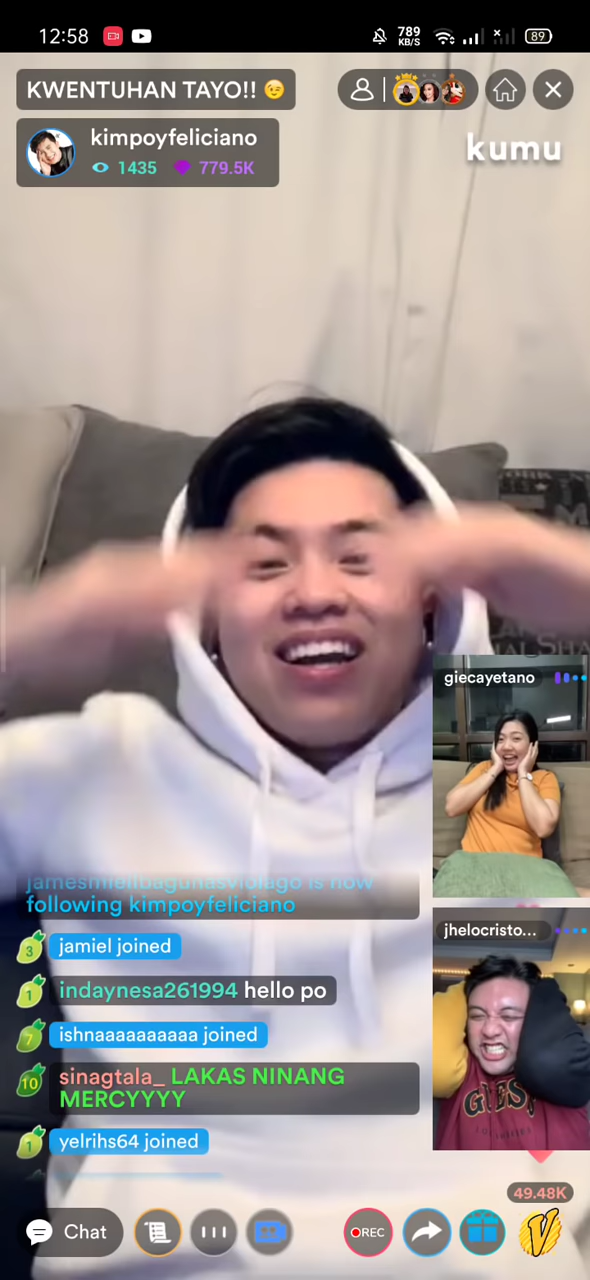 12:58
789
KB/S
89
KWENTUHAN TAYO!! 😉
kimpoyfeliciano
1435 779.5K
kumu
giecayetano
jamesmielibagunasviolago is now
following kimpoyfeliciano
jhelocristo...
3 jamiel joined
1 indaynesa261994 hello po
7 ishnaaaaaaaaaa joined
10 sinagtala_ LAKAS NINANG
MERCYYYY
1 yelrihs64 joined
49.48K
Chat
REC
V